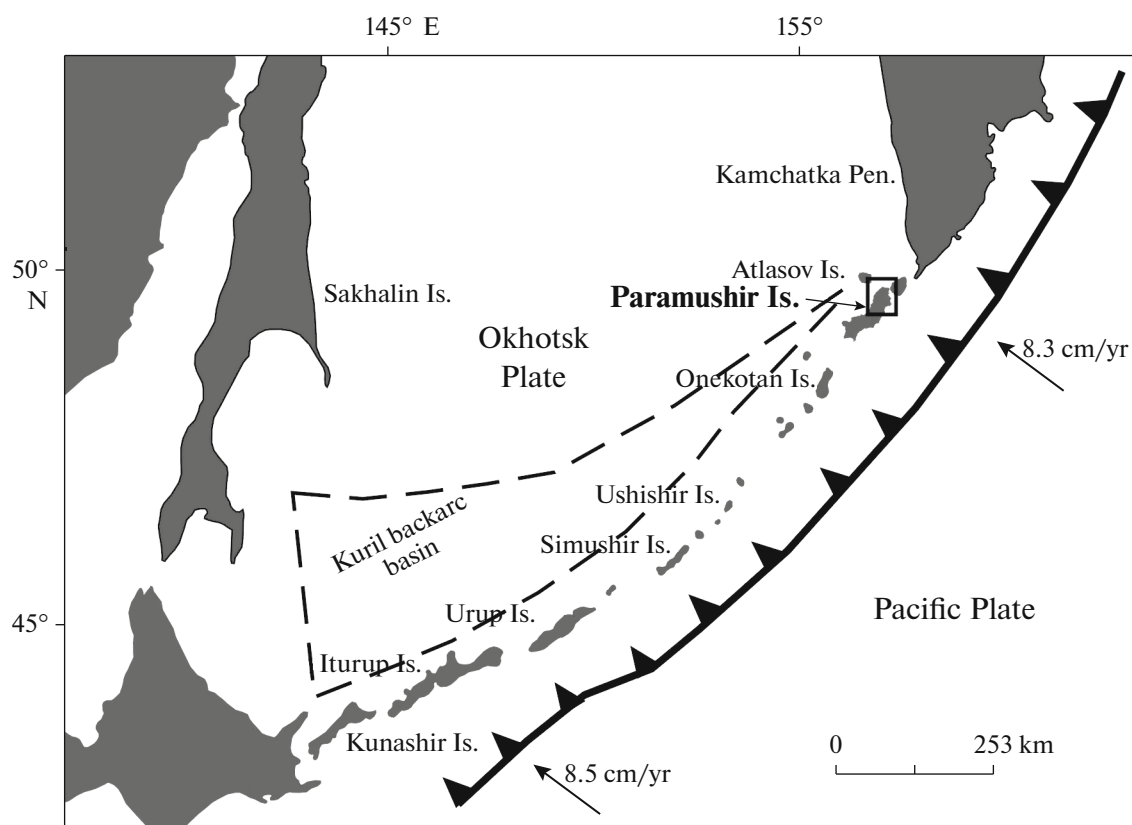 145° E
155°
Kamchatka Pen.
50°
N
Atlasov Is.
Sakhalin Is.
Paramushir Is.
Okhotsk
Plate
8.3 cm/yr
Onekotan Is.
Ushishir Is.
Kuril backarc
basin
Simushir Is.
45°
Urup Is.
Pacific Plate
Iturup Is.
Kunashir Is.
0
253 km
8.5 cm/yr